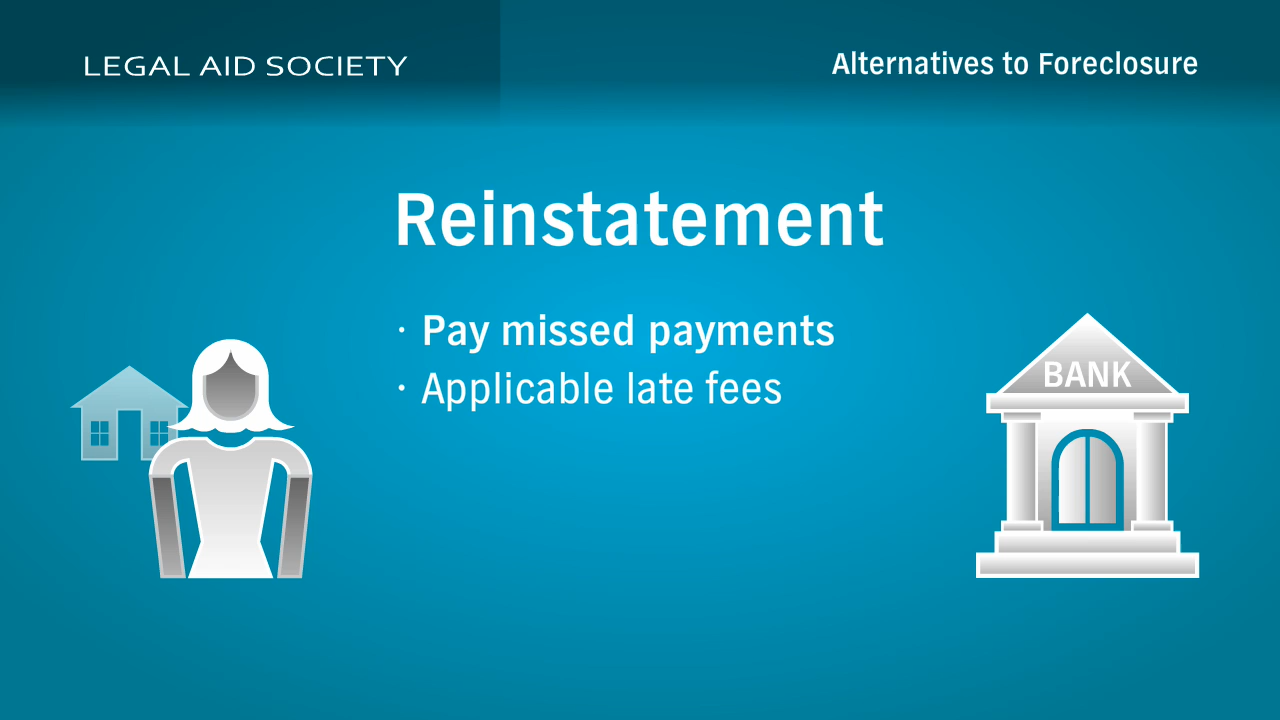 LEGAL AID SOCIETY
Alternatives to Foreclosure
Reinstatement
· Pay missed payments
· Applicable late fees
BANK